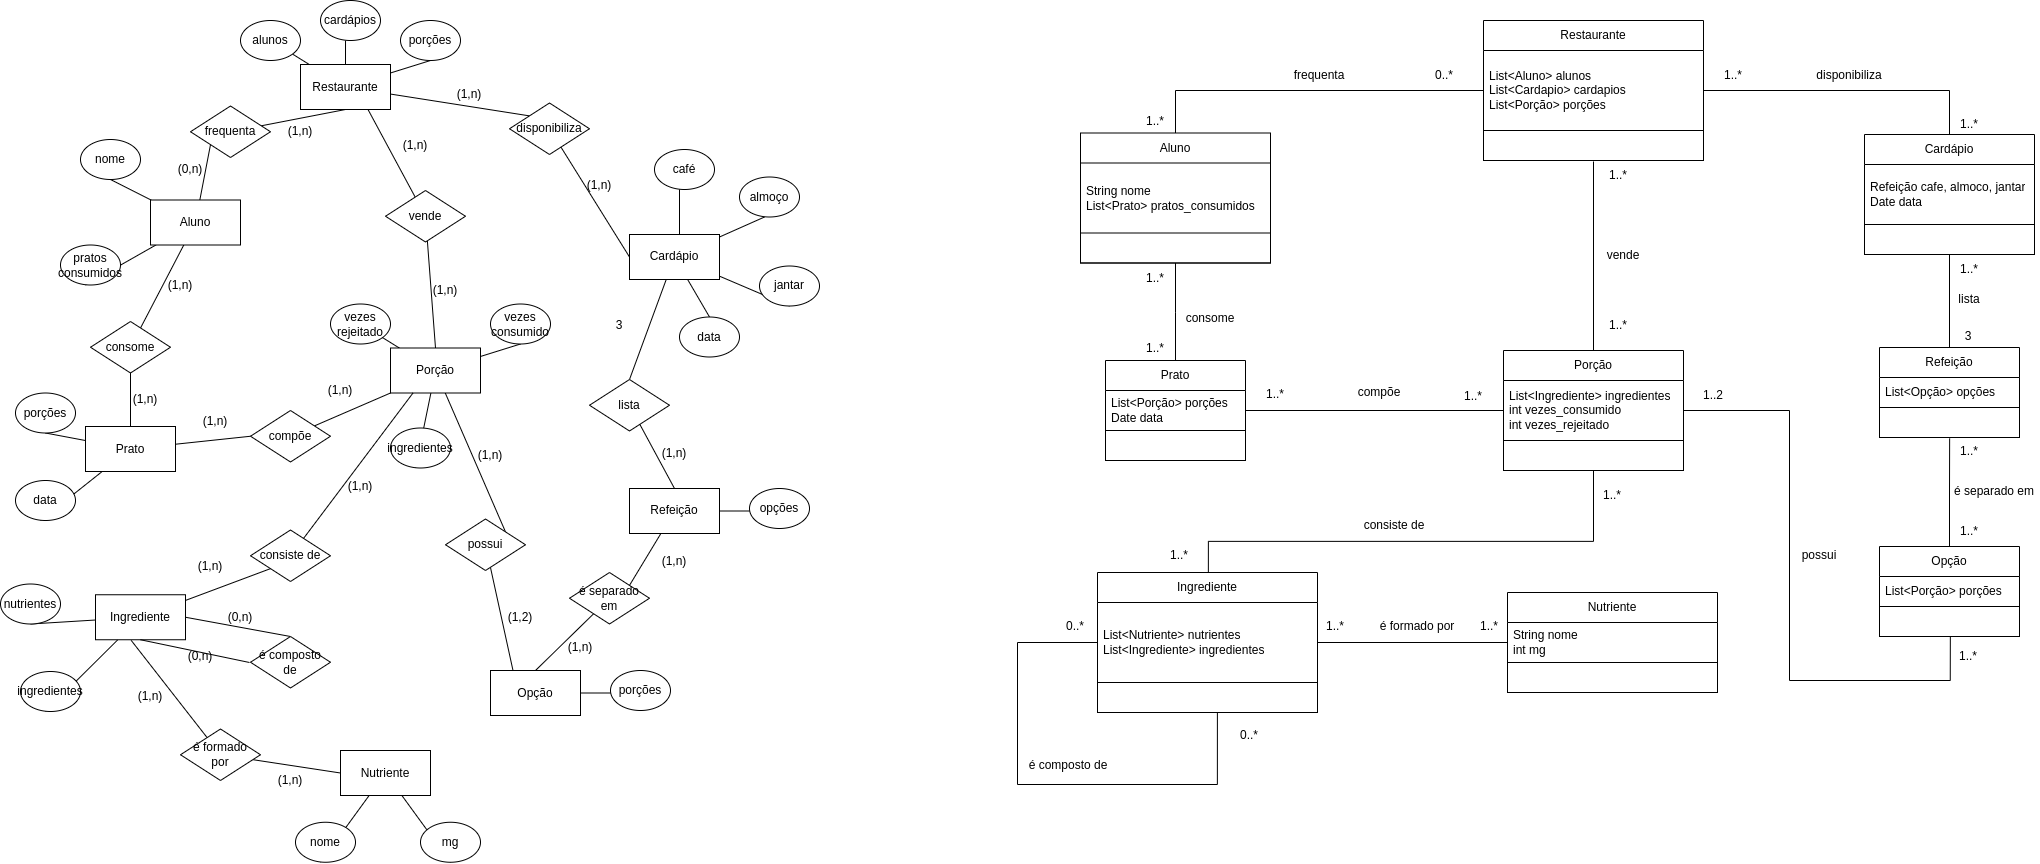 cardápios
alunos
porções
Restaurante
(1,n)
frequenta
(1,n)
disponibiliza
(1,n)
nome
(0,n)
café
(1,n)
almoço
Aluno
vende
pratos
consumidos
Cardápio
(1,n)
(1,n)
jantar
vezes
rejeitado
vezes
consumido
3
data
consome
Porção
(1,n)
(1,n)
lista
porções
(1,n)
compõe
ingredientes
(1,n)
(1,n)
Prato
(1,n)
data
Refeição
opções
possui
consiste de
(1,n)
(1,n)
é separado
em
nutrientes
Ingrediente
(0,n)
(1,2)
(1,n)
(0,n)
é composto
de
ingredientes
(1,n)
Opção
porções
é formado
por
(1,n)
Nutriente
nome
mg
Restaurante
List<Aluno> alunos
List<Cardapio> cardapios
List<Porção> porções
frequenta
0..*
1..*
disponibiliza
1..*
1..*
Aluno
String nome
List<Prato> pratos_consumidos
Cardápio
Refeição cafe, almoco, jantar
Date data
1..*
vende
1..*
1..*
consome
1..*
1..*
lista
3
Prato
List<Porção> porções
Date data
1..*
compõe
1..*
Porção
List<Ingrediente> ingredientes
int vezes_consumido
int vezes_rejeitado
1..2
Refeição
List<Opção> opções
1..*
é separado em
1..*
1..*
consiste de
1..*
possui
Opção
List<Porção> porções
1..*
Ingrediente
List<Nutriente> nutrientes
List<Ingrediente> ingredientes
0..*
1..*
é formado por
1..*
Nutriente
String nome
int mg
0..*
é composto de